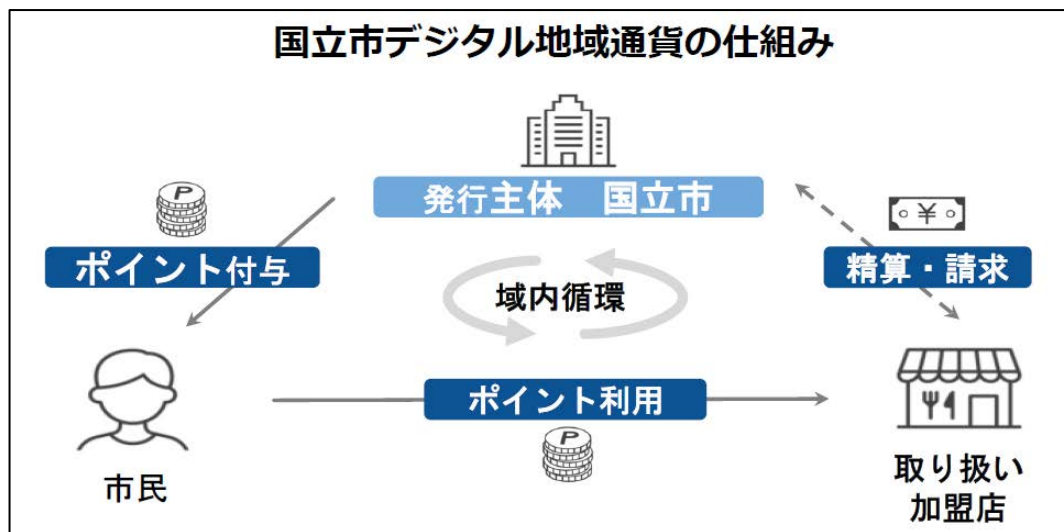 国立市デジタル地域通貨の仕組み
発行主体　国立市
P
ポイント付与
¥
精算・請求
域内循環
ポイント利用
P
市民
取り扱い
加盟店